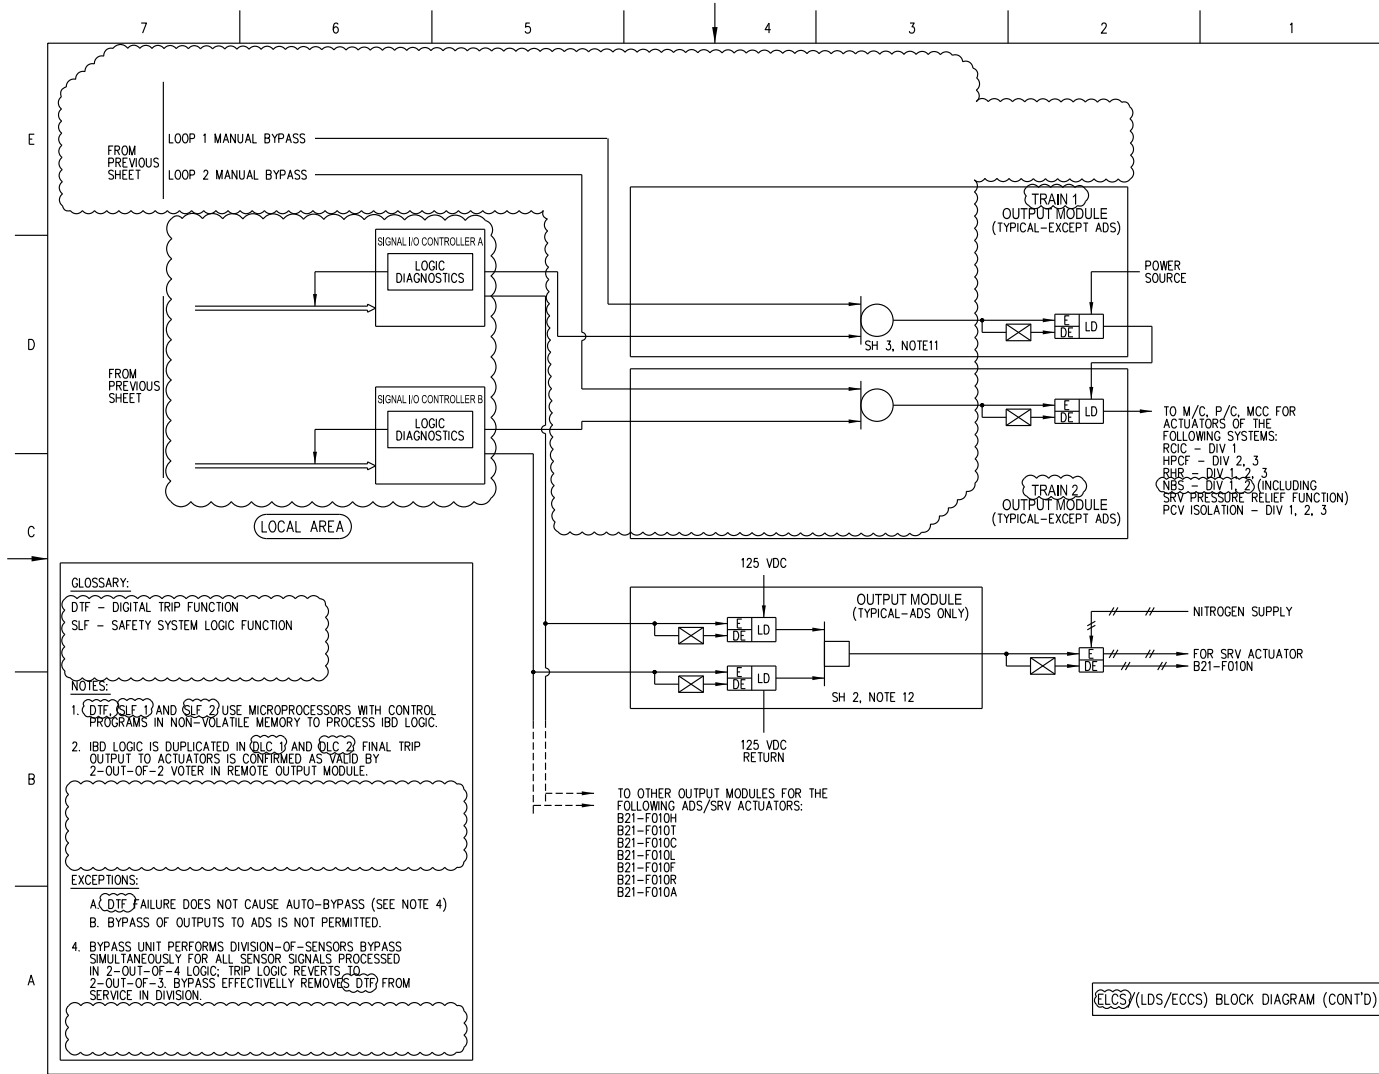 7 6 5 4 3 2 1
E
D
C
B
A
FROM
PREVIOUS
SHEET
LOOP 1 MANUAL BYPASS
LOOP 2 MANUAL BYPASS
TRAIN 1
OUTPUT MODULE
(TYPICAL-EXCEPT ADS)
SIGNAL I/O CONTROLLER A
LOGIC
DIAGNOSTICS
POWER
SOURCE
SH 3, NOTE11
E
DE
LD
FROM
PREVIOUS
SHEET
SIGNAL I/O CONTROLLER B
LOGIC
DIAGNOSTICS
E
DE
LD
TO M/C, P/C, MCC FOR
ACTUATORS OF THE
FOLLOWING SYSTEMS:
RCIC - DIV 1
HPCF - DIV 2, 3
RHR - DIV 1, 2, 3
NBS - DIV 1, 2 (INCLUDING
SRV PRESSURE RELIEF FUNCTION)
PCV ISOLATION - DIV 1, 2, 3
TRAIN 2
OUTPUT MODULE
(TYPICAL-EXCEPT ADS)
LOCAL AREA
125 VDC
OUTPUT MODULE
(TYPICAL-ADS ONLY)
E
DE
LD
E
DE
LD
SH 2, NOTE 12
125 VDC
RETURN
NITROGEN SUPPLY
E
DE
FOR SRV ACTUATOR
B21-F010N
TO OTHER OUTPUT MODULES FOR THE
FOLLOWING ADS/SRV ACTUATORS:
B21-F010H
B21-F010T
B21-F010C
B21-F010L
B21-F010F
B21-F010R
B21-F010A
GLOSSARY:
DTF - DIGITAL TRIP FUNCTION
SLF - SAFETY SYSTEM LOGIC FUNCTION
NOTES:
1. DTF, SLF 1 AND SLF 2 USE MICROPROCESSORS WITH CONTROL
PROGRAMS IN NON-VOLATILE MEMORY TO PROCESS IBD LOGIC.
2. IBD LOGIC IS DUPLICATED IN DLC 1 AND DLC 2, FINAL TRIP
OUTPUT TO ACTUATORS IS CONFIRMED AS VALID BY
2-OUT-OF-2 VOTER IN REMOTE OUTPUT MODULE.
EXCEPTIONS:
A. DTF FAILURE DOES NOT CAUSE AUTO-BYPASS (SEE NOTE 4)
B. BYPASS OF OUTPUTS TO ADS IS NOT PERMITTED.
4. BYPASS UNIT PERFORMS DIVISION-OF-SENSORS BYPASS
SIMULTANEOUSLY FOR ALL SENSOR SIGNALS PROCESSED
IN 2-OUT-OF-4 LOGIC; TRIP LOGIC REVERTS TO
2-OUT-OF-3. BYPASS EFFECTIVELLY REMOVES DTF FROM
SERVICE IN DIVISION.
ELCS/(LDS/ECCS) BLOCK DIAGRAM (CONT'D)